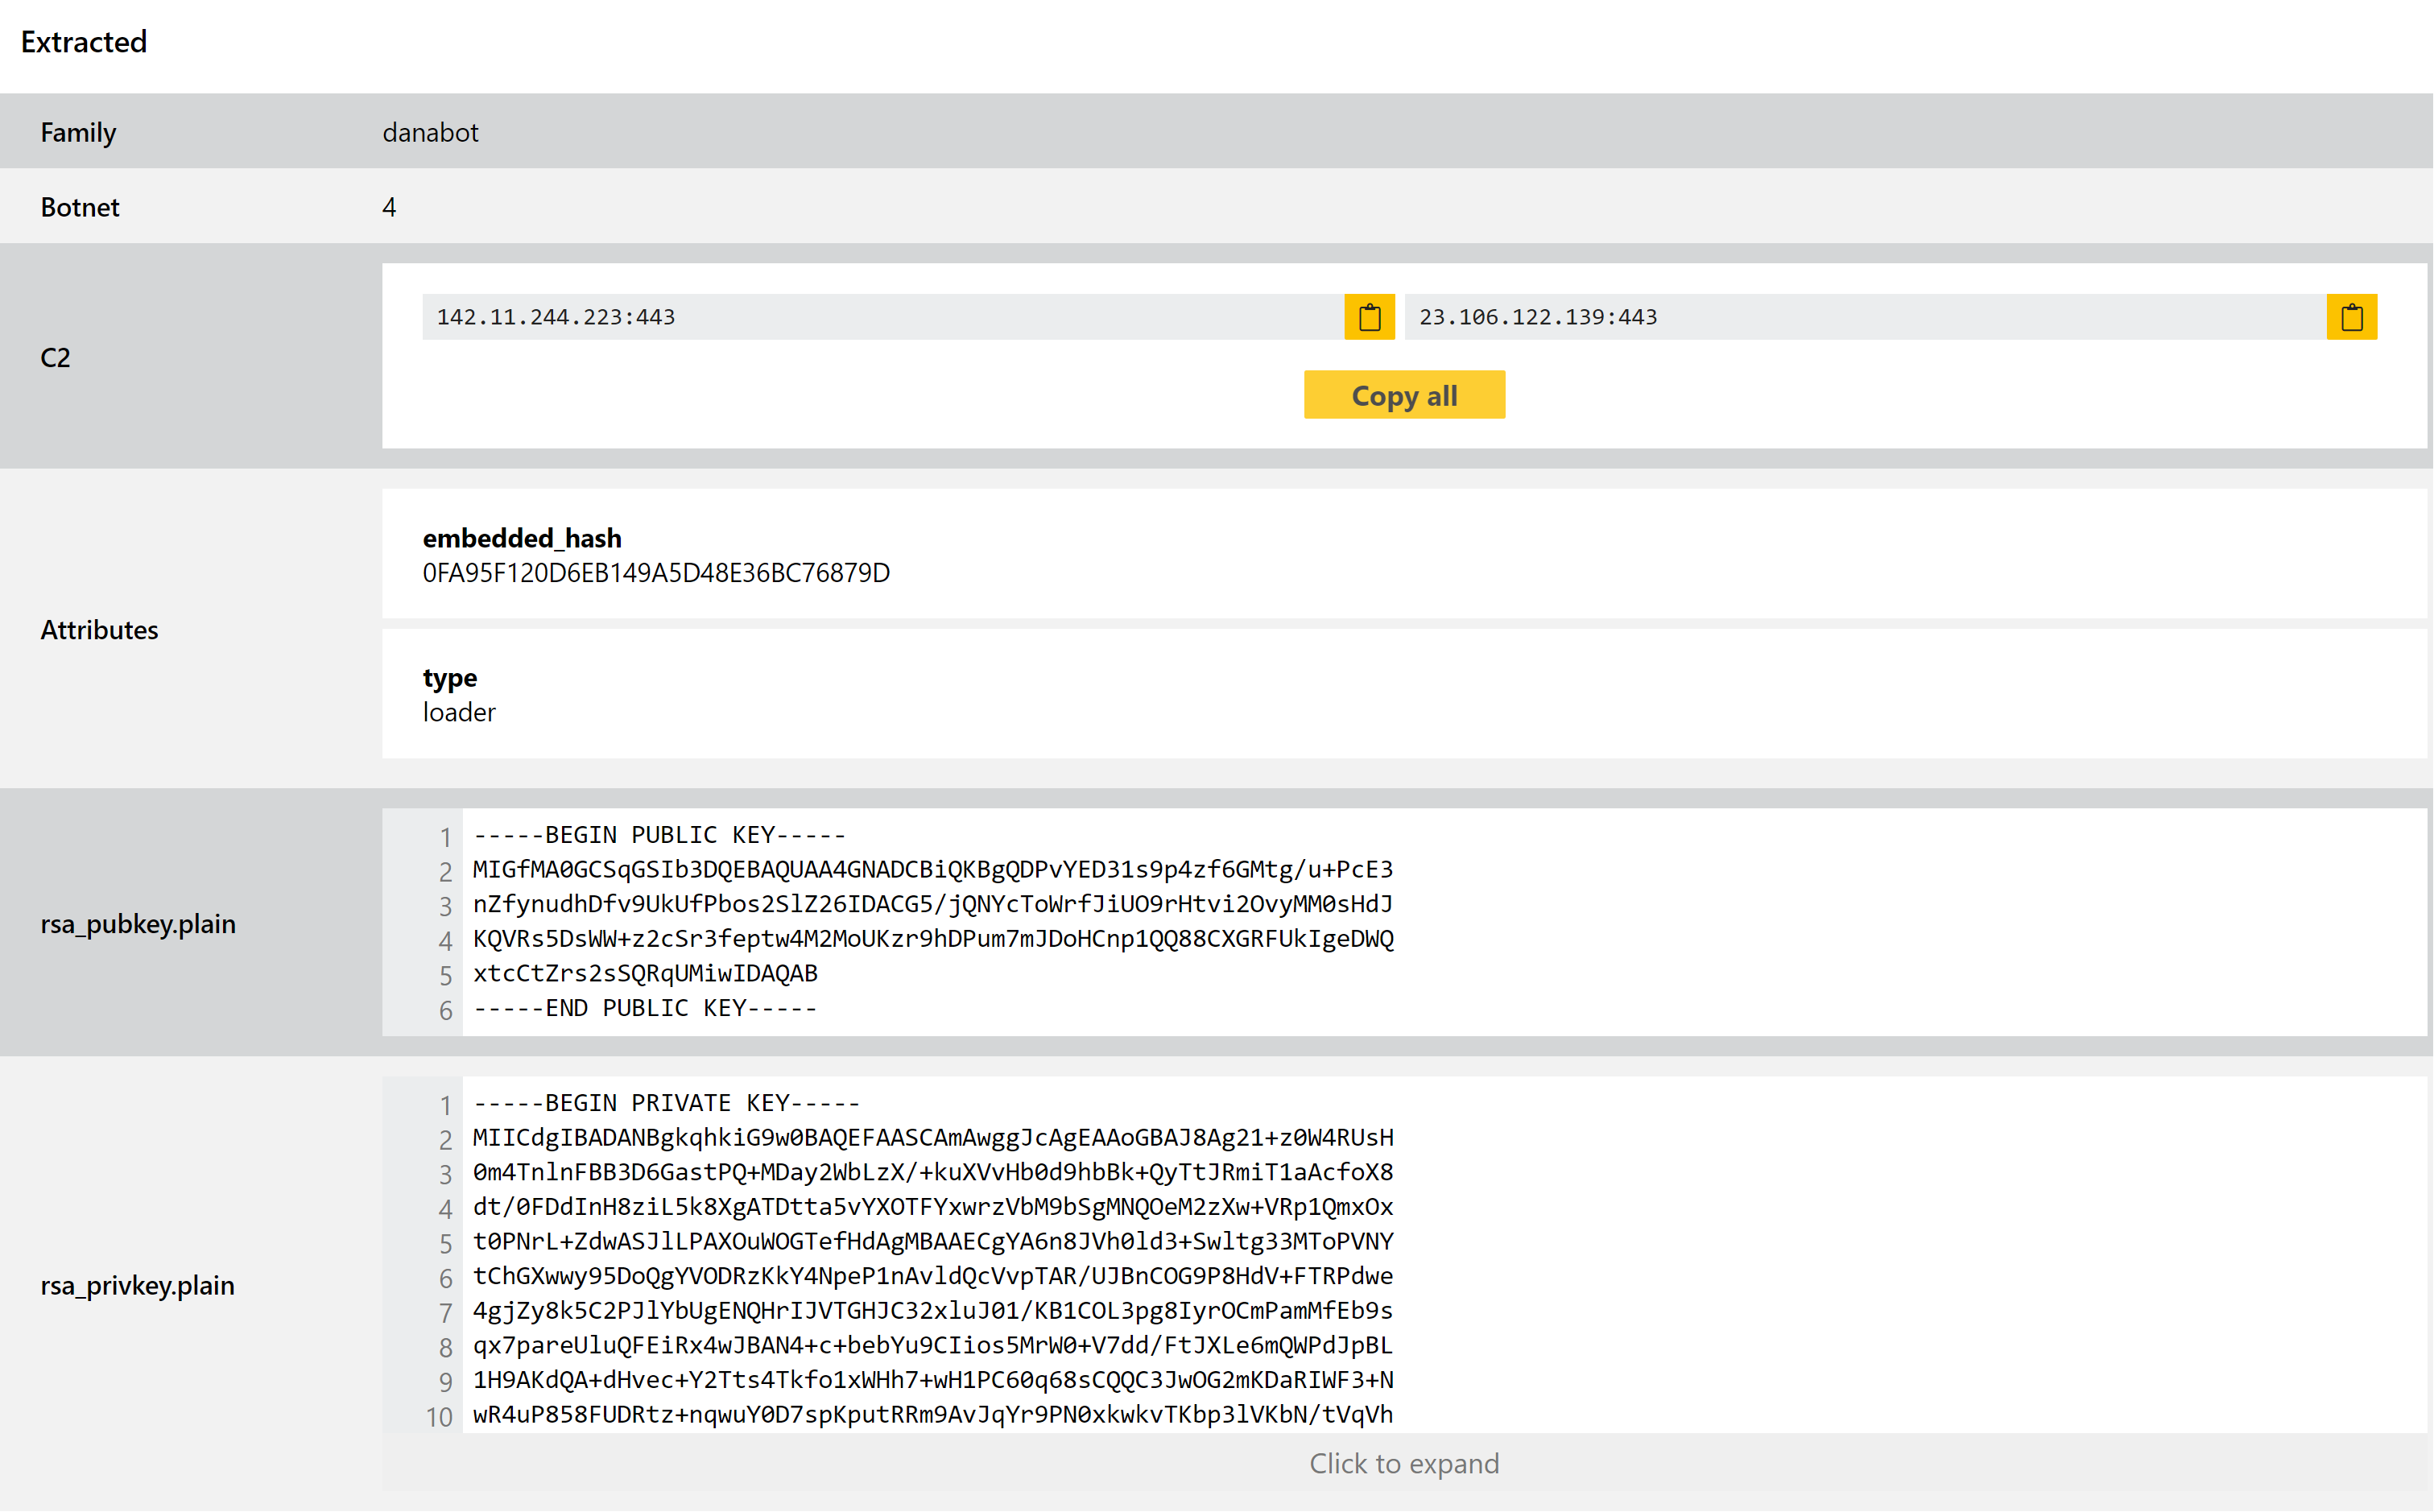 Extracted
Family
danabot
Botnet
4
C2
142.11.244.223:443
23.106.122.139:443
Copy all
Attributes
embedded_hash
0FA95F120D6EB149A5D48E36BC76879D
type
loader
rsa_pubkey.plain
1 -----BEGIN PUBLIC KEY-----
2 MIGfMA0GCSqGSIb3DQEBAQUAA4GNADCBiQKBgQDPvYED31s9p4zf6GMtg/u+PcE3
3 nZfynudhDfv9UkUfPbos2SlZ26IDACG5/jQNYcToWrfJiUO9rHtvi2OvyMM0sHdJ
4 KQVRs5DsWW+z2cSr3feptw4M2MoUKzr9hDPum7mJDoHCnp1QQ88CXGRFUkIgeDWQ
5 xtcCtZrs2sSQRqUMiwIDAQAB
6 -----END PUBLIC KEY-----
rsa_privkey.plain
1 -----BEGIN PRIVATE KEY-----
2 MIICdgIBADANBgkqhkiG9w0BAQEFAASCAmAwggJcAgEAAoGBAJ8Ag21+z0W4RUsH
3 0m4TnlnFBB3D6GastPQ+MDay2WbLzX/+kuXVvHb0d9hbBk+QyTtJRmiT1aAcfoX8
4 dt/0FDdInH8ziL5k8XgATDtta5vYXOTFYxwrzVbM9bSgMNQOeM2zXw+VRp1QmxOx
5 t0PNrL+ZdwASJlLPAXOuWOGTefHdAgMBAAECgYA6n8JVh0ld3+Swltg33MToPVNY
6 tChGXwwy95DoQgYVODRzKkY4NpeP1nAvldQcVvpTAR/UJBnCOG9P8HdV+FTRPdwe
7 4gjZy8k5C2PJlYbUgENQHrIJVTGHJC32xluJ01/KB1COL3pg8IyrOCmPamMfEb9s
8 qx7pareUluQFEiRx4wJBAN4+c+bebYu9CIios5MrW0+V7dd/FtJXLe6mQWPdJpBL
9 1H9AKdQA+dHvec+Y2Tts4Tkfo1xWHh7+wH1PC60q68sCQQC3JwOG2mKDaRIWF3+N
10 wR4uP858FUDRtz+nqwuY0D7spKputRRm9AvJqYr9PN0xkwkvTKbp3lVKbN/tVqVh
Click to expand